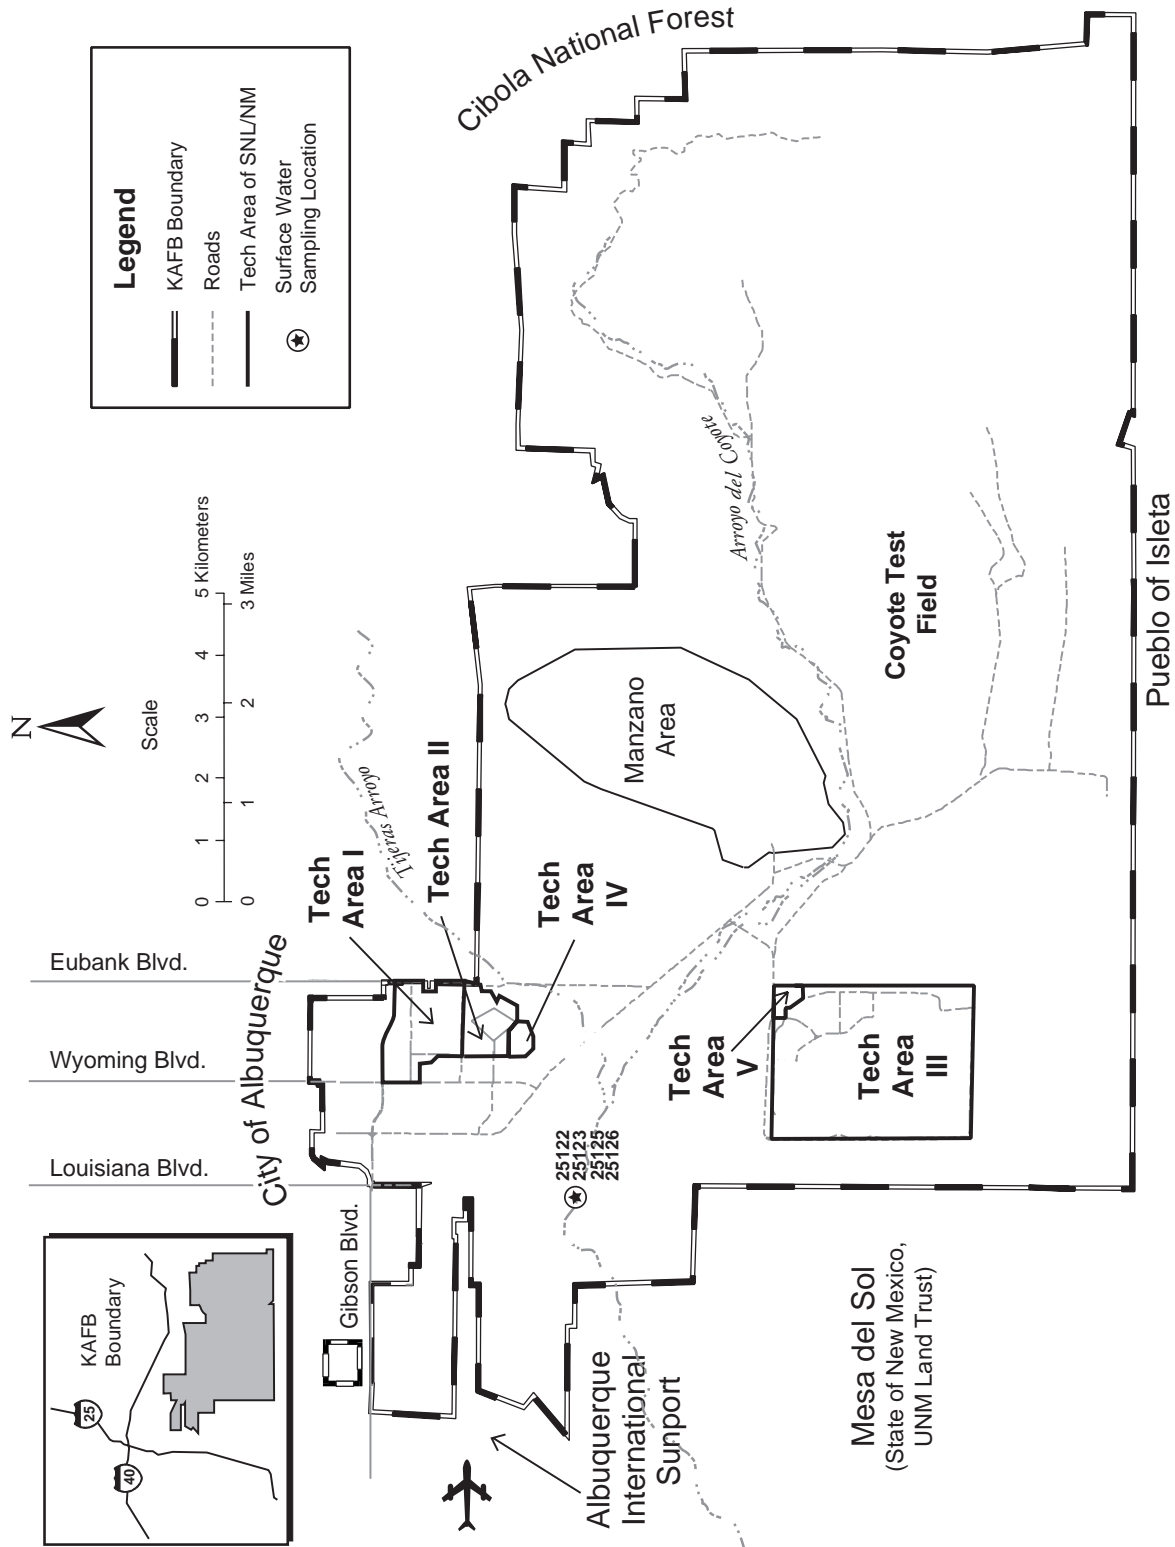 Legend
KAFB Boundary
Roads
Tech Area of SNL/NM
Surface Water
Sampling Location
N
Scale
0 1 2 3 4 5 Kilometers
0 1 2 3 Miles
Cibola National Forest
City of Albuquerque
Eubank Blvd.
Wyoming Blvd.
Louisiana Blvd.
Gibson Blvd.
KAFB
Boundary
25
40
Tijeras Arroyo
Tech
Area I
Tech Area II
Tech
Area
IV
Manzano
Area
Arroyo del Coyote
Coyote Test
Field
Tech
Area
V
Tech
Area
III
25122
25123
25125
25126
Albuquerque
International
Sunport
Mesa del Sol
(State of New Mexico,
UNM Land Trust)
Pueblo of Isleta